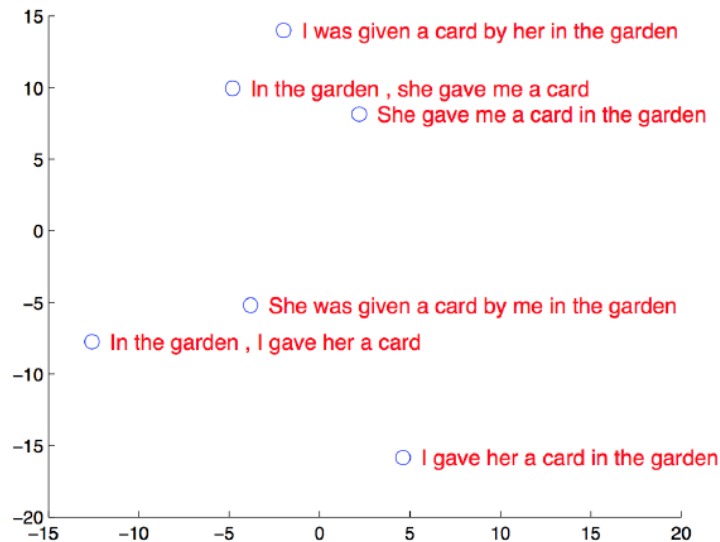 15
I was given a card by her in the garden
10
In the garden , she gave me a card
She gave me a card in the garden
5
0
−5
She was given a card by me in the garden
In the garden , I gave her a card
−10
−15
I gave her a card in the garden
−20
−15 −10 −5 0 5 10 15 20